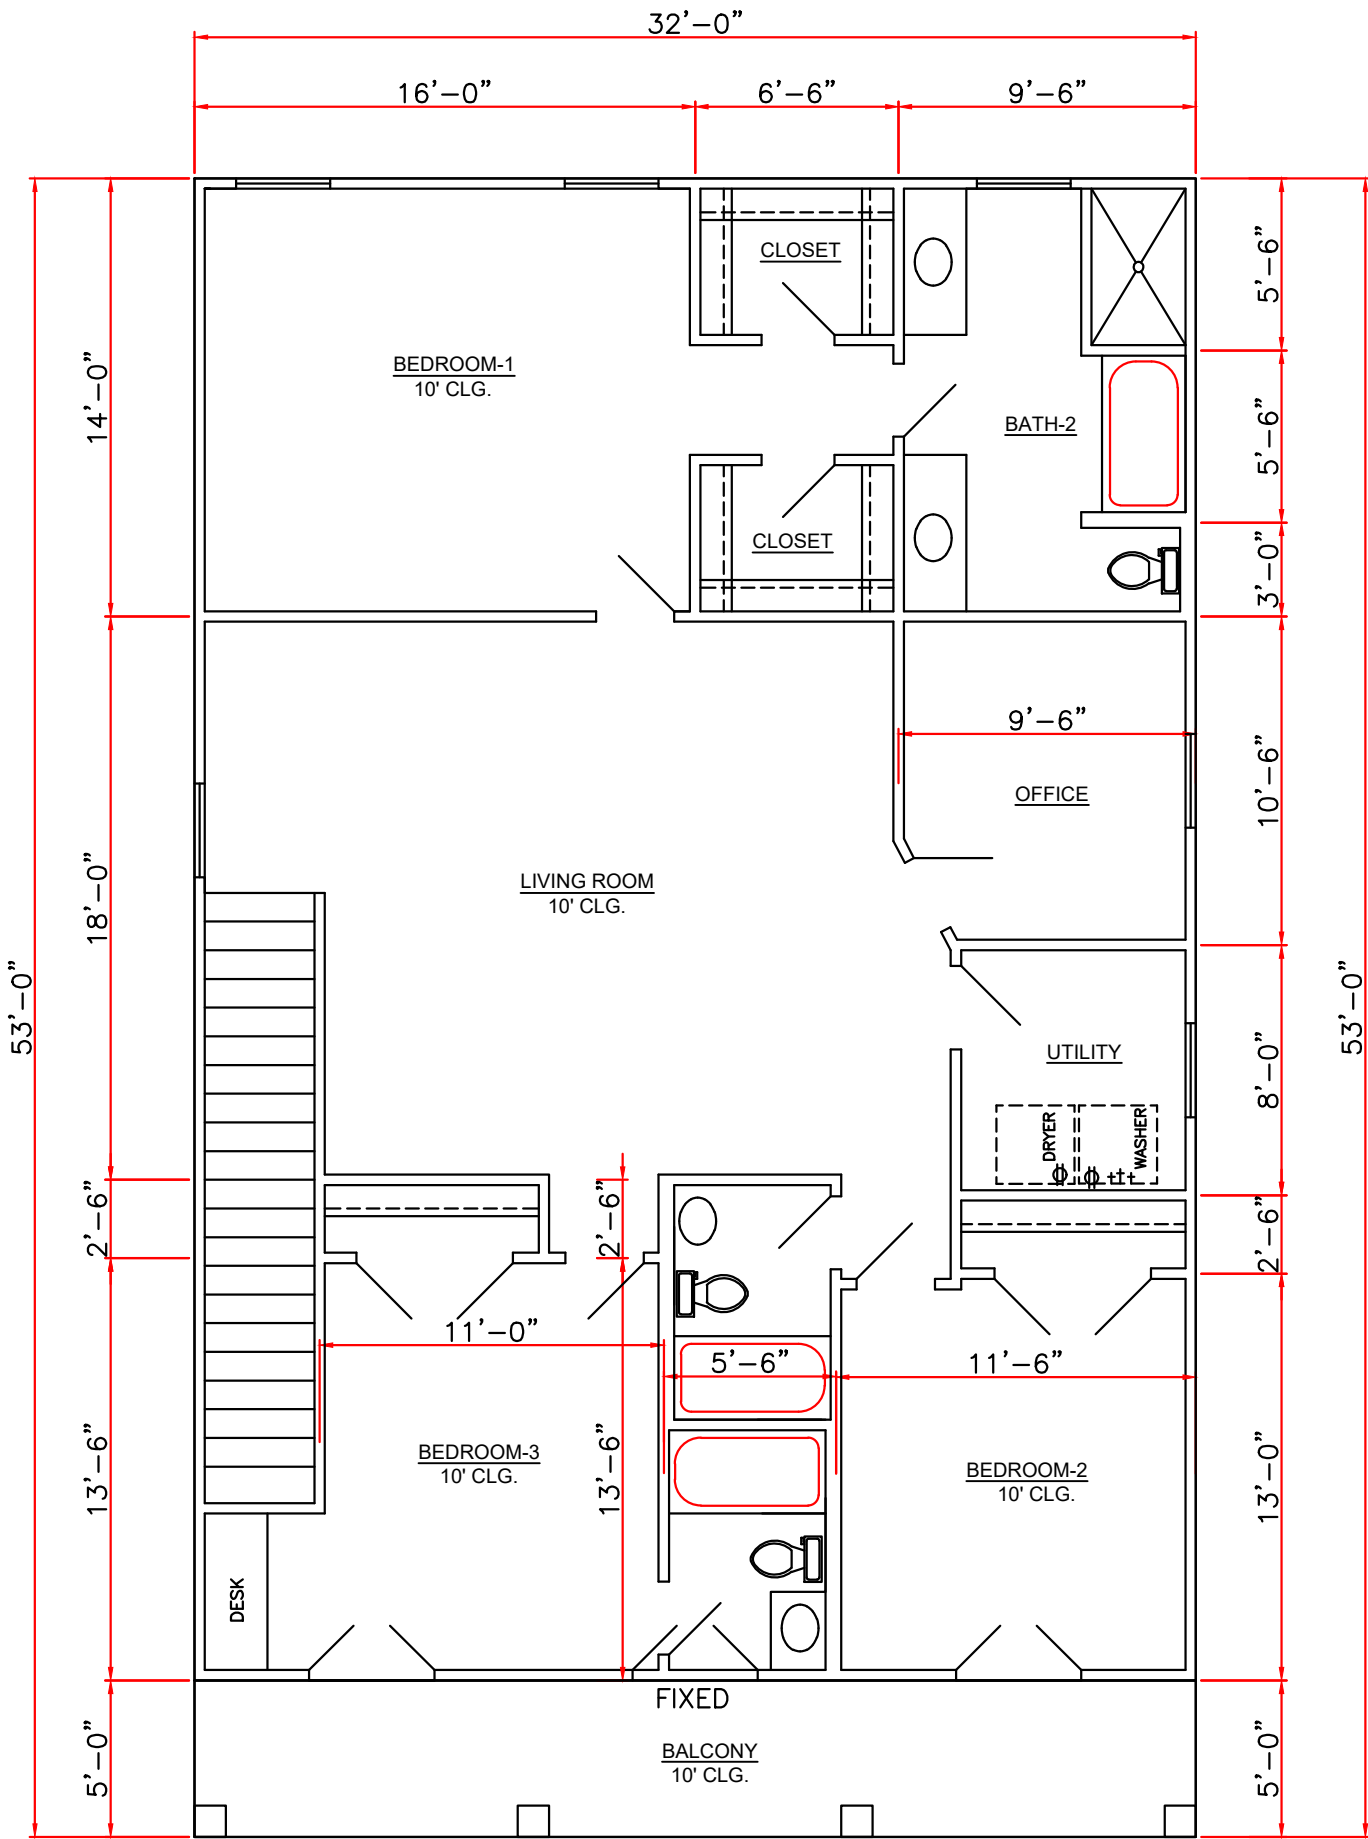 32'-0"
16'-0"
6'-6"
9'-6"
CLOSET
5'-6"
BEDROOM-1
10' CLG.
14'-0"
BATH-2
5'-6"
CLOSET
3'-0"
9'-6"
OFFICE
10'-6"
LIVING ROOM
10' CLG.
18'-0"
53'-0"
53'-0"
UTILITY
8'-0"
DRYER
WASHER
2'-6"
2'-6"
2'-6"
11'-0"
5'-6"
11'-6"
BEDROOM-3
10' CLG.
13'-6"
13'-6"
BEDROOM-2
10' CLG.
13'-0"
DESK
FIXED
BALCONY
10' CLG.
5'-0"
5'-0"